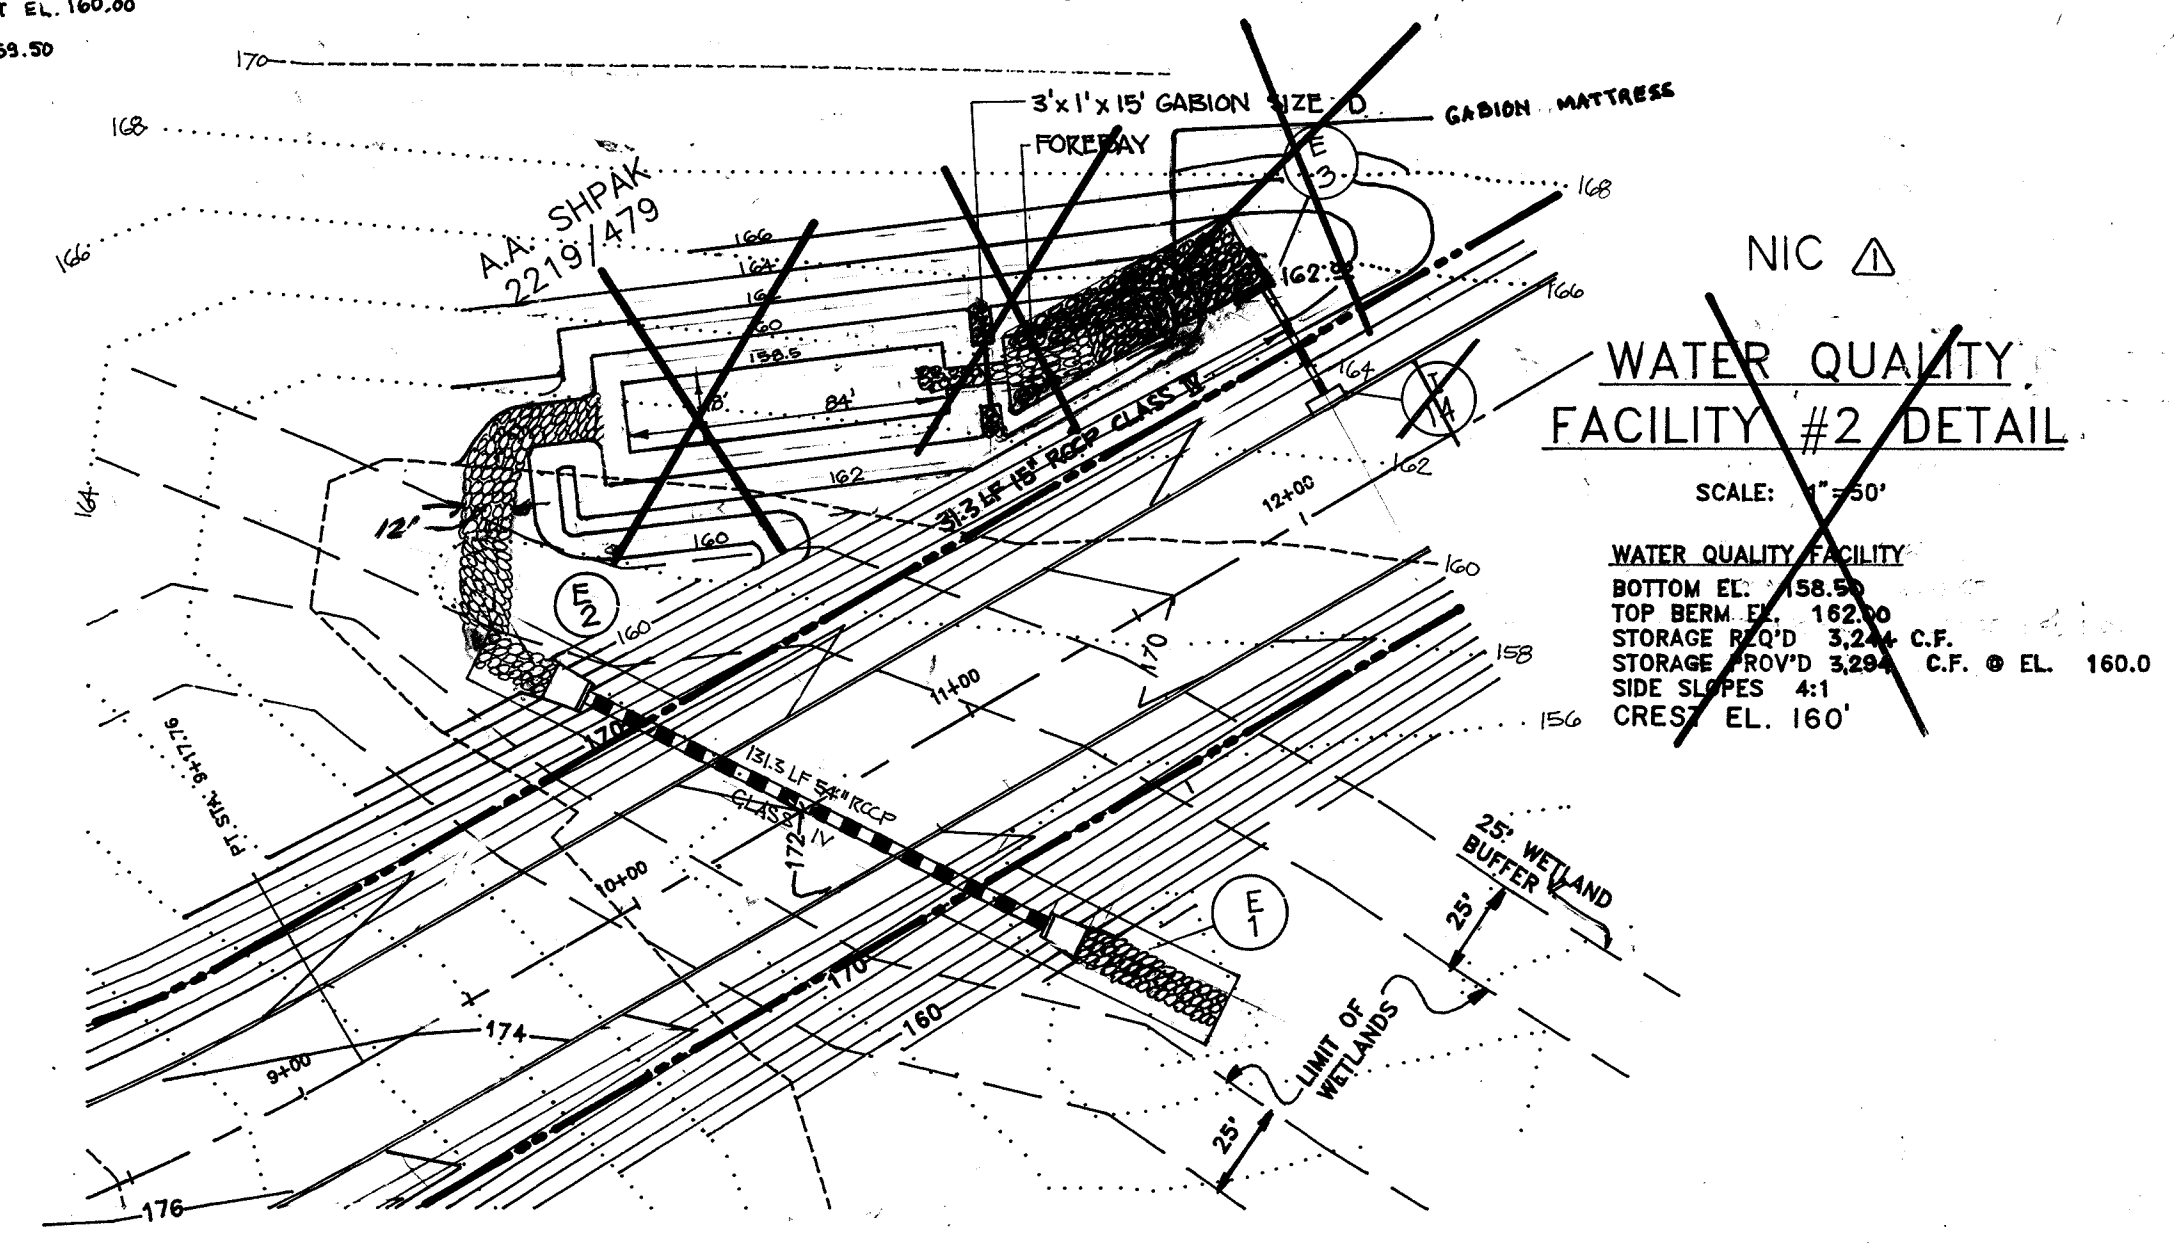 T EL. 160.00
59.50
170
168
3'x1'x15' GABION SIZE D
GABION MATTRESS
FOREBAY
E
3
168
166
A.A. SHPAK
2219/479
166
164
162
160
158.5
84'
162
160
12"
164
166
164
162
31.3 LF 15" RCCP CLASS IV
12+00
160
158
156
E
2
160
170
170
11+00
131.3 LF 54" RCCP
CLASS IV
172
10+00
PT. STA. 9+17.76
170
160
174
9+00
176
E
1
25' WETLAND
BUFFER
25'
LIMIT OF
WETLANDS
25'
NIC 1
WATER QUALITY
FACILITY #2 DETAIL
SCALE: 1"=50'
WATER QUALITY FACILITY
BOTTOM EL. 158.50
TOP BERM EL. 162.00
STORAGE REQ'D 3,244 C.F.
STORAGE PROV'D 3,294 C.F. @ EL. 160.0
SIDE SLOPES 4:1
CREST EL. 160'